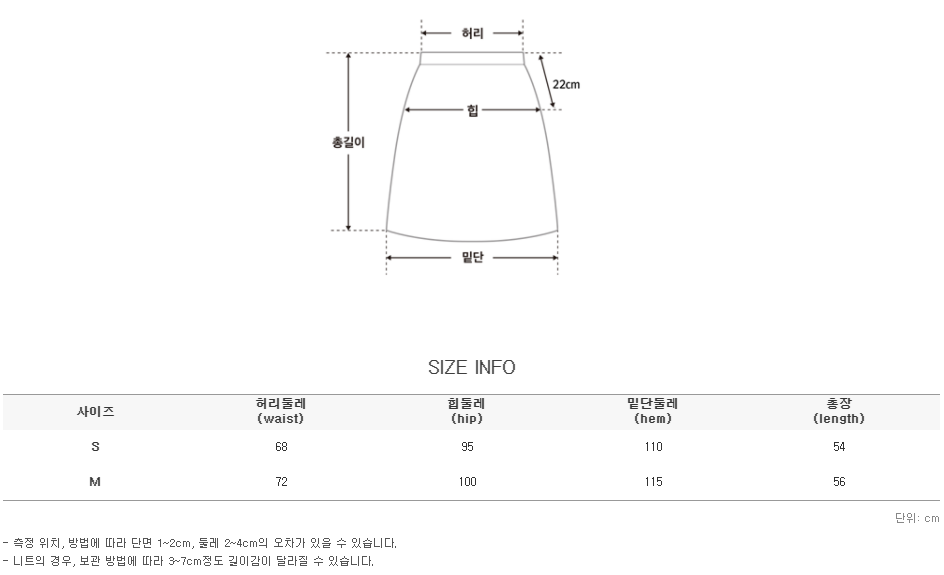 허리
22cm
힙
총길이
밑단
SIZE INFO
사이즈 허리둘레 힙둘레 밑단둘레 총장
(waist) (hip) (hem) (length)
S 68 95 110 54
M 72 100 115 56
단위: cm
- 측정 위치, 방법에 따라 단면 1~2cm, 둘레 2~4cm의 오차가 있을 수 있습니다.
- 니트의 경우, 보관 방법에 따라 3~7cm정도 길이감이 달라질 수 있습니다.